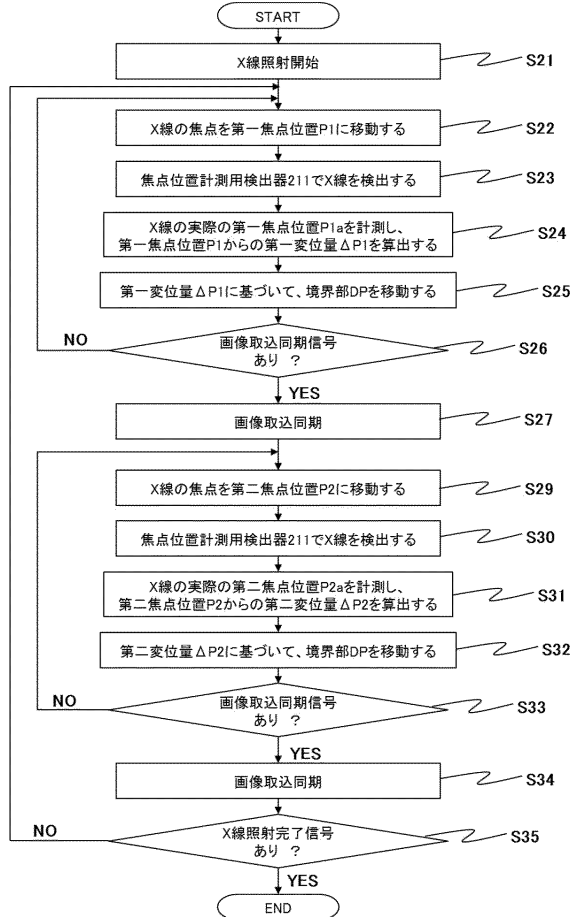 START
X線照射開始
S21
X線の焦点を第一焦点位置P1に移動する
S22
焦点位置計測用検出器211でX線を検出する
S23
X線の実際の第一焦点位置P1aを計測し、
第一焦点位置P1からの第一変位量ΔP1を算出する
S24
第一変位量ΔP1に基づいて、境界部DPを移動する
S25
画像取込同期信号
あり ?
S26
NO
YES
画像取込同期
S27
X線の焦点を第二焦点位置P2に移動する
S29
焦点位置計測用検出器211でX線を検出する
S30
X線の実際の第二焦点位置P2aを計測し、
第二焦点位置P2からの第二変位量ΔP2を算出する
S31
第二変位量ΔP2に基づいて、境界部DPを移動する
S32
画像取込同期信号
あり ?
S33
NO
YES
画像取込同期
S34
X線照射完了信号
あり ?
S35
NO
YES
END